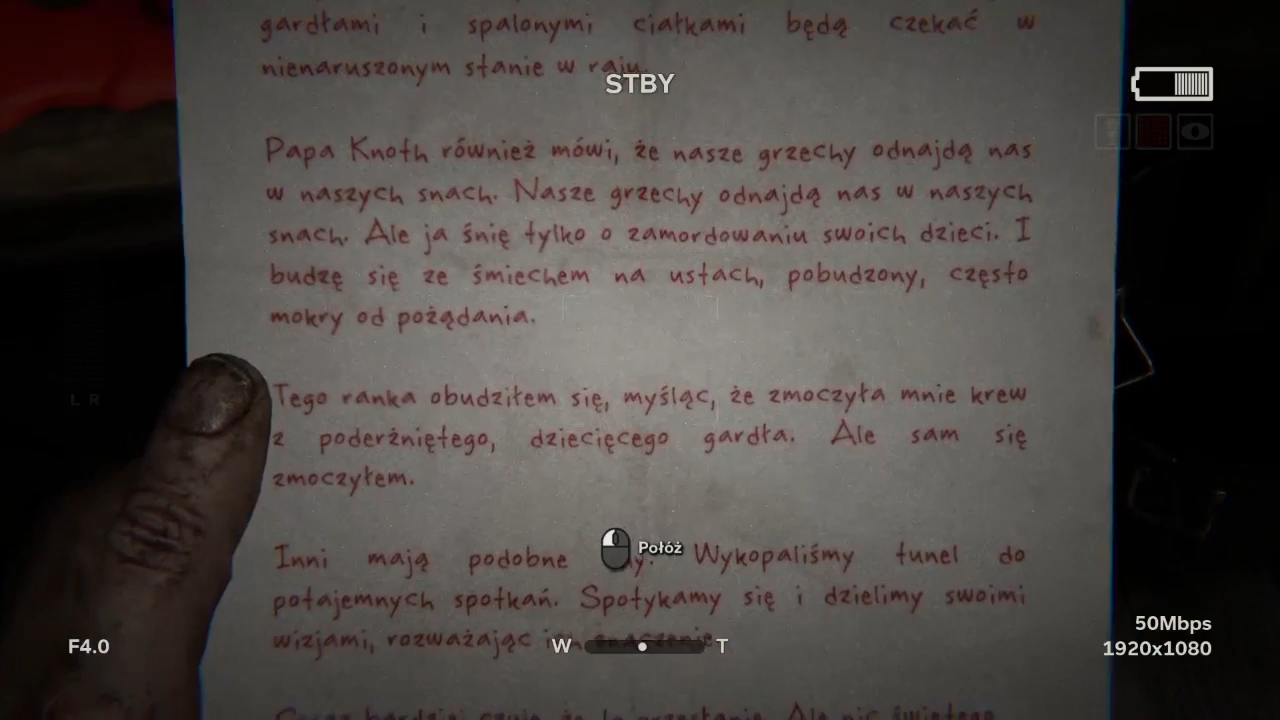 gardłami i spalonymi ciałkami będą czekać w
nienaruszonym stanie w raju.
STBY
Papa Knoth również mówi, że nasze grzechy odnajdą nas
w naszych snach. Nasze grzechy odnajdą nas w naszych
snach. Ale ja śnię tylko o zamordowaniu swoich dzieci. I
budzę się ze śmiechem na ustach, pobudzony, często
mokry od pożądania.
L R
Tego ranka obudziłem się, myśląc, że zmoczyła mnie krew
z poderżniętego, dziecięcego gardła. Ale sam się
zmoczyłem.
Inni mają podobne Wykopaliśmy tunel do
Połóż
potajemnych spotkań. Spotykamy się i dzielimy swoimi
wizjami, rozważając ich znaczenie.
F4.0
W T
50Mbps
1920x1080